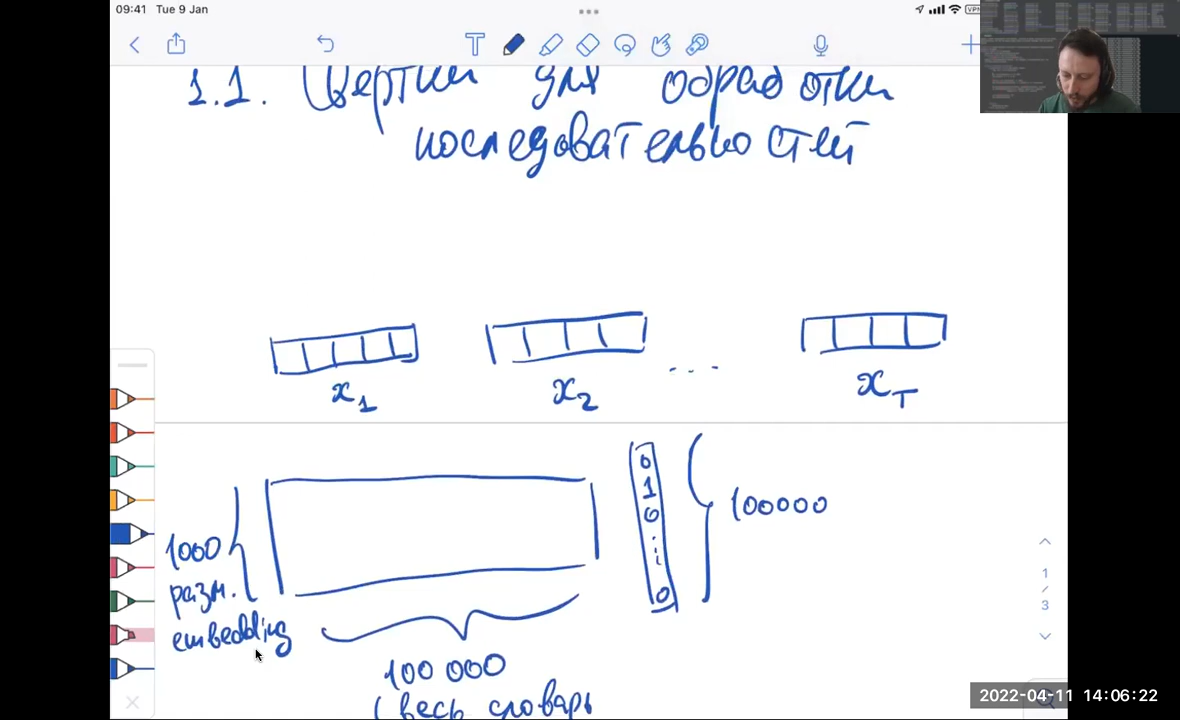 09:41 Tue 9 Jan
VPN
1.1. Свертки для обработки
последовательностей
x1 x2 ... xT
0
1
0
0
100000
1000
разм.
embedding
100 000
(весь словарь
1
/
3
2022-04-11 14:06:22